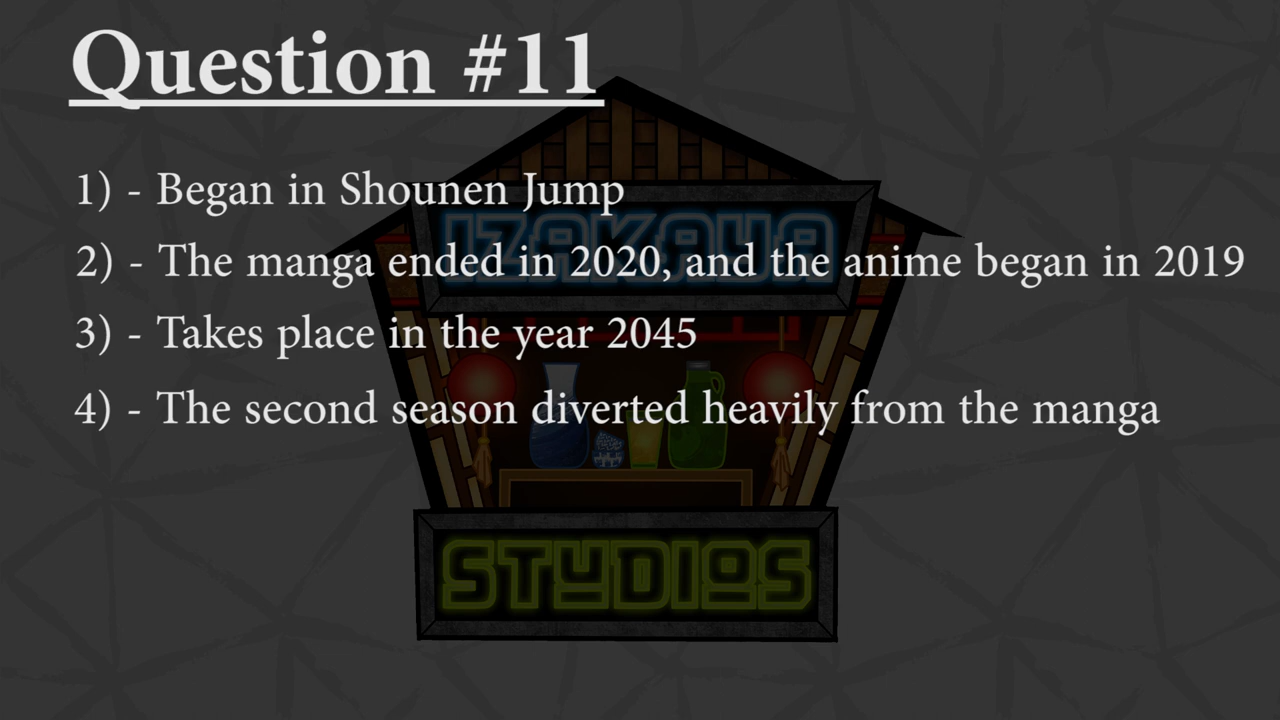 Question #11
1) - Began in Shounen Jump
2) - The manga ended in 2020, and the anime began in 2019
3) - Takes place in the year 2045
4) - The second season diverted heavily from the manga
IZAKAYA
STUDIOS